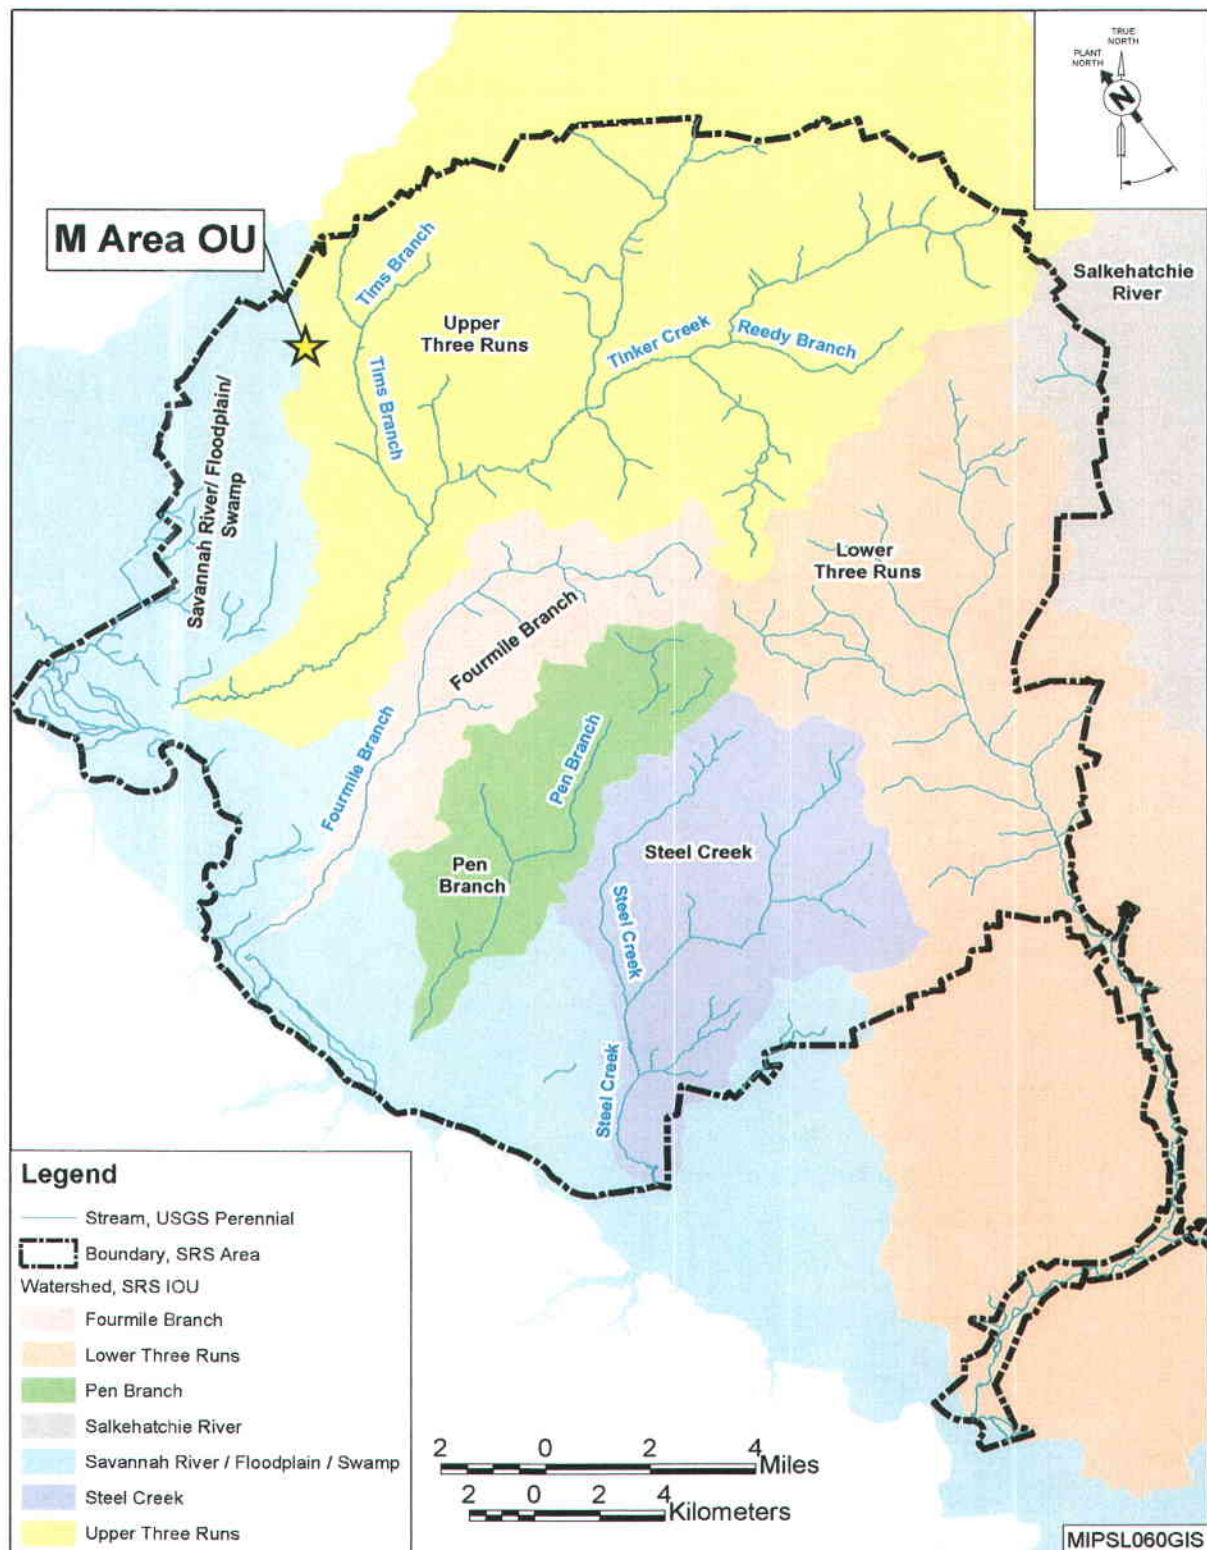 TRUE
NORTH
PLANT
NORTH
N
M Area OU
Tims Branch
Salkehatchie
River
Upper
Three Runs
Tinker Creek
Reedy Branch
Tims Branch
Savannah River/ Floodplain/
Swamp
Lower
Three Runs
Fourmile Branch
Fourmile Branch
Pen Branch
Steel Creek
Pen
Branch
Steel Creek
Steel Creek
Legend
Stream, USGS Perennial
Boundary, SRS Area
Watershed, SRS IOU
Fourmile Branch
Lower Three Runs
Pen Branch
Salkehatchie River
Savannah River / Floodplain / Swamp
Steel Creek
Upper Three Runs
2 0 2 4
Miles
2 0 2 4
Kilometers
MIPSL060GIS